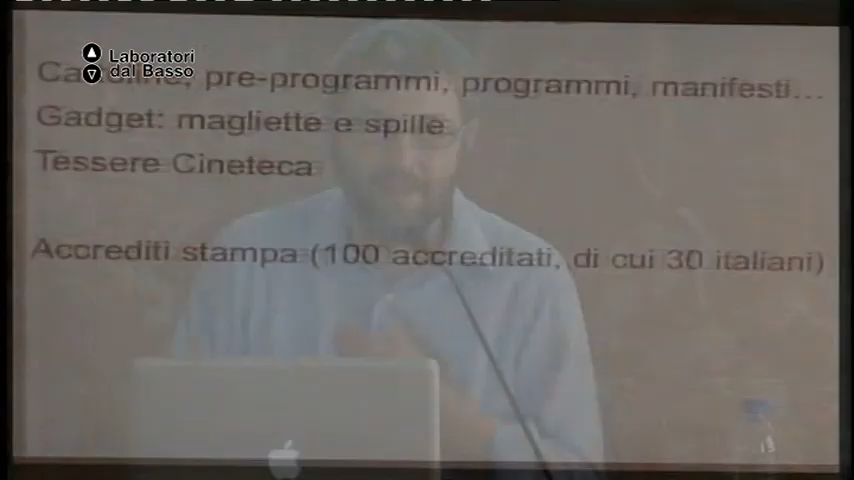 Laboratori
dal Basso
Cartoline, pre-programmi, programmi, manifesti...
Gadget: magliette e spille
Tessere Cineteca
Accrediti stampa (100 accreditati, di cui 30 italiani)